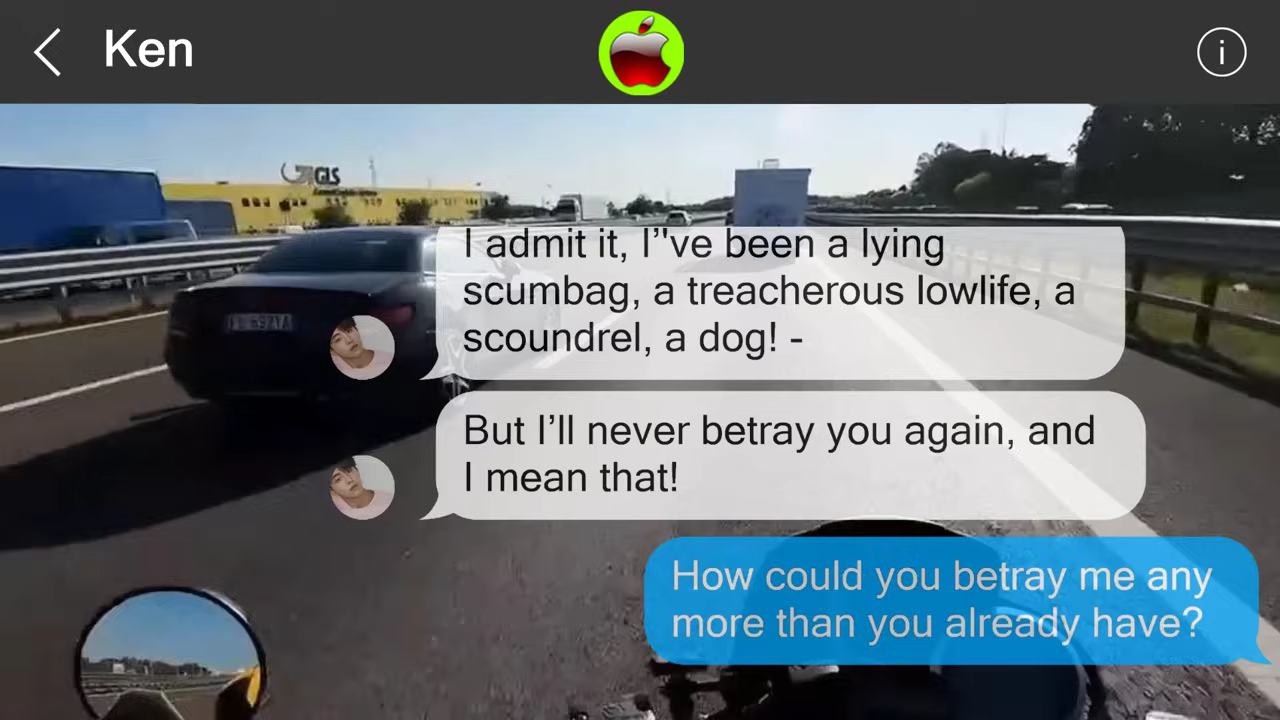 Ken
i
GLS
I admit it, I''ve been a lying
scumbag, a treacherous lowlife, a
scoundrel, a dog! -
But I’ll never betray you again, and
I mean that!
How could you betray me any
more than you already have?